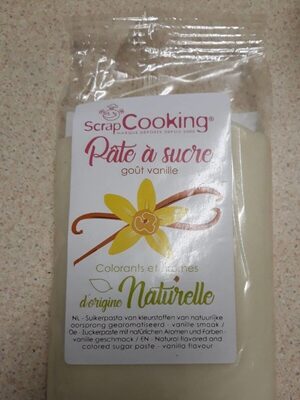 ScrapCooking®
MARQUE DÉPOSÉE DEPUIS 2005
Pâte à sucre
goût vanille
Colorants et arômes
d'origine Naturelle
NL - Suikerpasta van kleurstoffen van natuurlijke
oorsprong gearomatiseerd - vanille smaak /
De - Zuckerpaste mit natürlichen Aromen und Farben -
vanille geschmack / EN - Natural flavored and
colored sugar paste - vanilla flavour